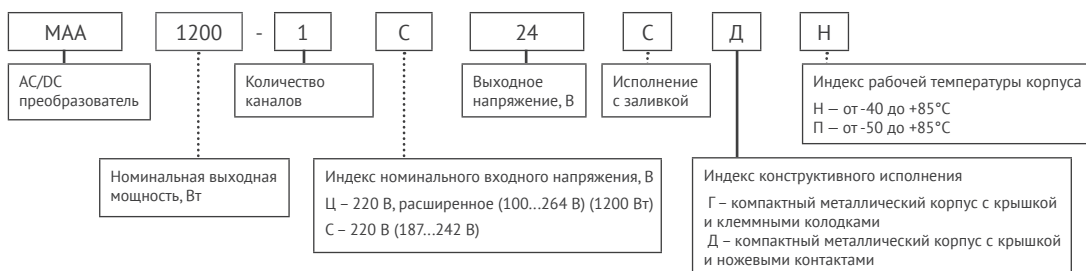 МАА 1200 - 1 С 24 С Д Н
AC/DC
преобразователь
Количество
каналов
Выходное
напряжение, В
Исполнение
с заливкой
Индекс рабочей температуры корпуса
Н — от -40 до +85°С
П — от -50 до +85°С
Номинальная выходная
мощность, Вт
Индекс номинального входного напряжения, В
Ц – 220 В, расширенное (100...264 В) (1200 Вт)
С – 220 В (187...242 В)
Индекс конструктивного исполнения
Г – компактный металлический корпус с крышкой
и клеммными колодками
Д – компактный металлический корпус с крышкой
и ножевыми контактами